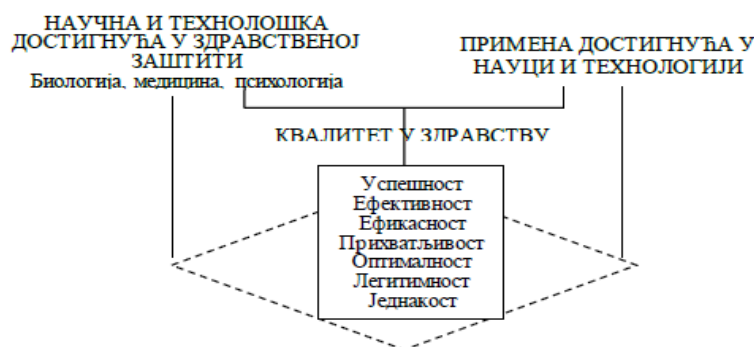 НАУЧНА И ТЕХНОЛОШКА
ДОСТИГНУЋА У ЗДРАВСТВЕНОЈ
ЗАШТИТИ
Биологија, медицина, психологија
ПРИМЕНА ДОСТИГНУЋА У
НАУЦИ И ТЕХНОЛОГИЈИ
КВАЛИТЕТ У ЗДРАВСТВУ
Успешност
Ефективност
Ефикасност
Прихватљивост
Оптималност
Легитимност
Једнакост